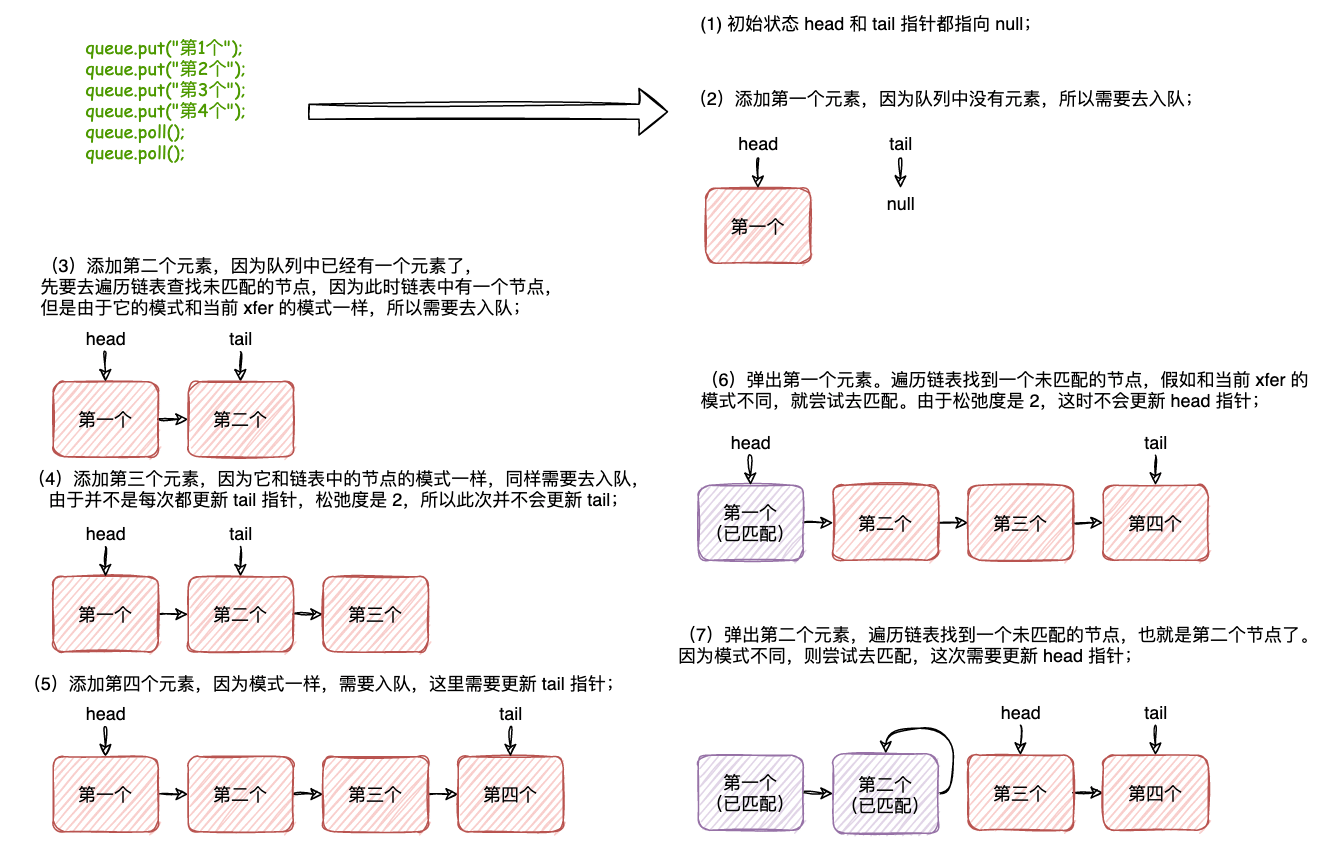 queue.put("第1个");
queue.put("第2个");
queue.put("第3个");
queue.put("第4个");
queue.poll();
queue.poll();
(1) 初始状态 head 和 tail 指针都指向 null；
（2）添加第一个元素，因为队列中没有元素，所以需要去入队；
head
tail
null
第一个
（3）添加第二个元素，因为队列中已经有一个元素了，
先要去遍历链表查找未匹配的节点，因为此时链表中有一个节点，
但是由于它的模式和当前 xfer 的模式一样，所以需要去入队；
head
tail
第一个
第二个
（4）添加第三个元素，因为它和链表中的节点的模式一样，同样需要去入队，
由于并不是每次都更新 tail 指针，松弛度是 2，所以此次并不会更新 tail；
head
tail
第一个
第二个
第三个
（5）添加第四个元素，因为模式一样，需要入队，这里需要更新 tail 指针；
head
tail
第一个
第二个
第三个
第四个
（6）弹出第一个元素。遍历链表找到一个未匹配的节点，假如和当前 xfer 的
模式不同，就尝试去匹配。由于松弛度是 2，这时不会更新 head 指针；
head
tail
第一个
（已匹配）
第二个
第三个
第四个
（7）弹出第二个元素，遍历链表找到一个未匹配的节点，也就是第二个节点了。
因为模式不同，则尝试去匹配，这次需要更新 head 指针；
head
tail
第一个
（已匹配）
第二个
（已匹配）
第三个
第四个